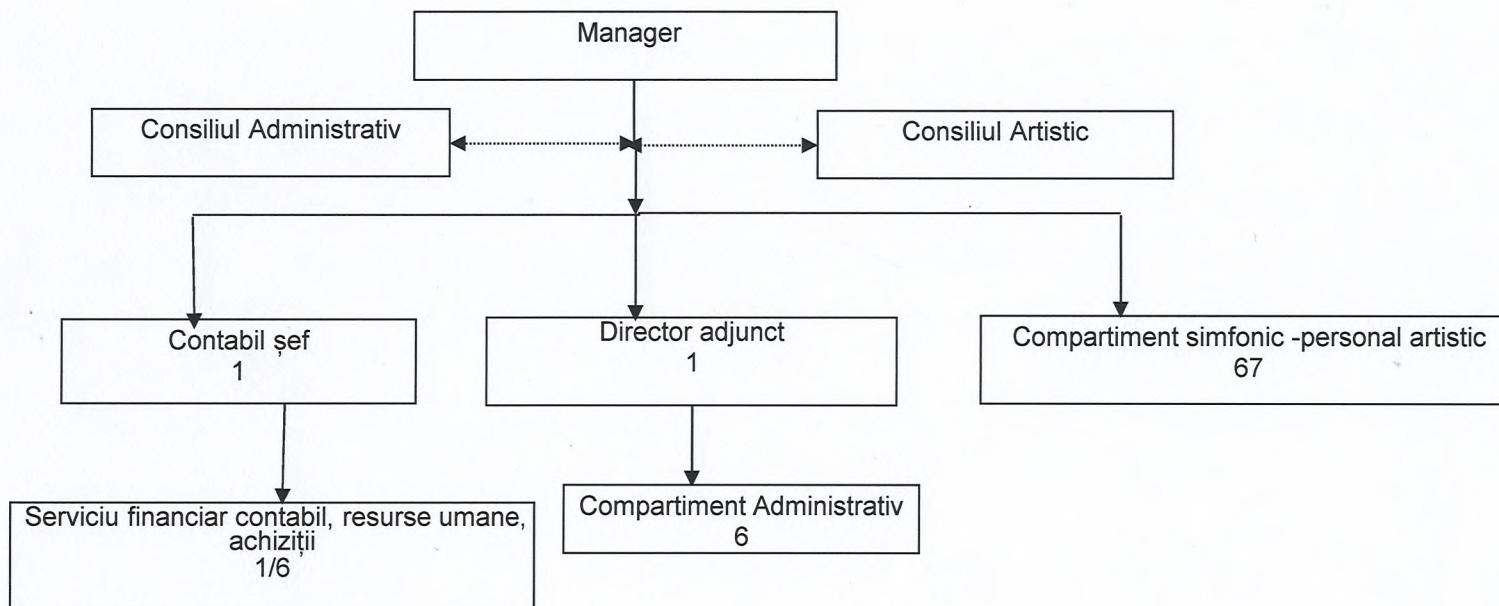 Manager
Consiliul Administrativ
Consiliul Artistic
Contabil șef
1
Director adjunct
1
Compartiment simfonic -personal artistic
67
Serviciu financiar contabil, resurse umane,
achiziții
1/6
Compartiment Administrativ
6